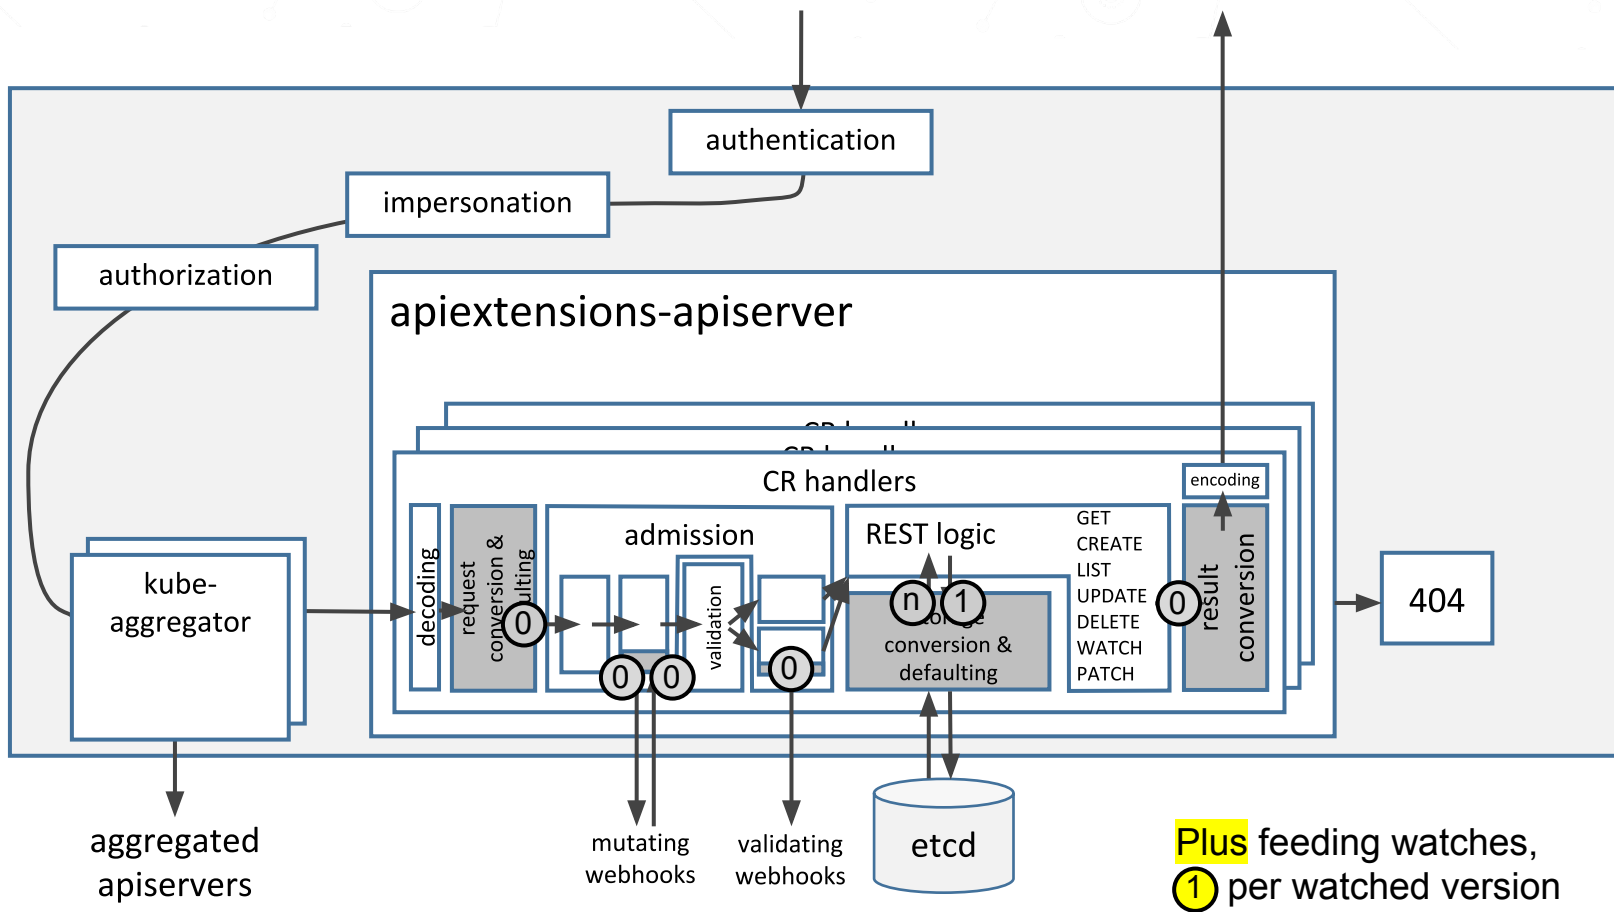 authentication
impersonation
authorization
apiextensions-apiserver
CR handlers
encoding
kube-
aggregator
decoding
request
conversion &
0
admission
validation
0
0
0
REST logic
n
1
conversion &
defaulting
GET
CREATE
LIST
UPDATE
DELETE
WATCH
PATCH
0
result
conversion
404
aggregated
apiservers
mutating
webhooks
validating
webhooks
etcd
Plus feeding watches,
1 per watched version